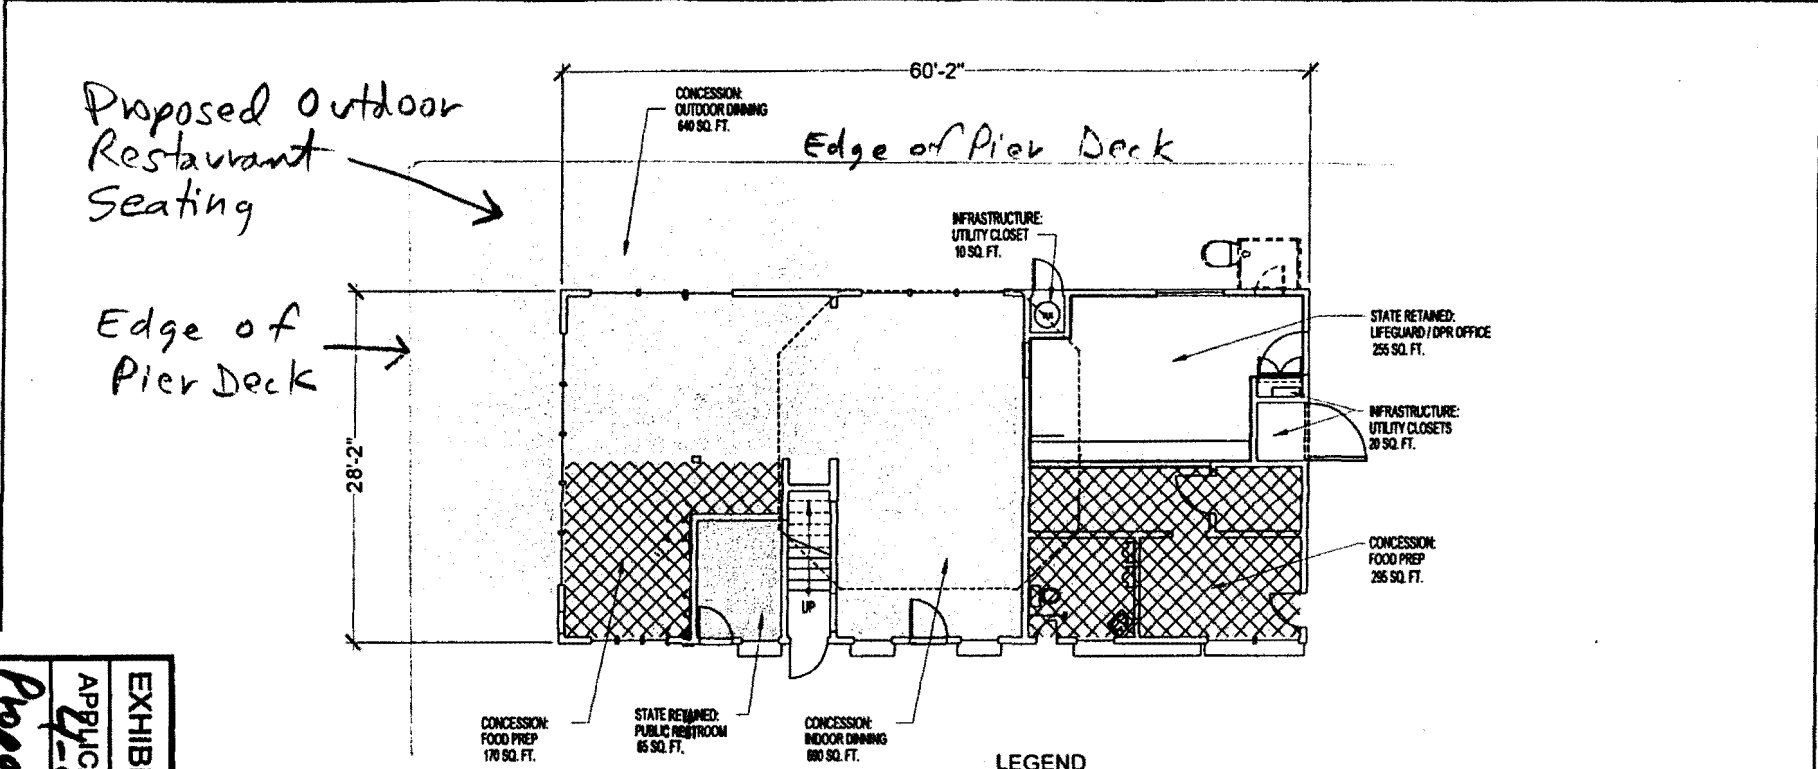 60'-2"
CONCESSION:
OUTDOOR DINNING
640 SQ. FT.
Proposed Outdoor
Restaurant
Seating
Edge of Pier Deck
INFRASTRUCTURE:
UTILITY CLOSET
10 SQ. FT.
Edge of
Pier Deck
STATE RETAINED:
LIFEGUARD / DPR OFFICE
255 SQ. FT.
INFRASTRUCTURE:
UTILITY CLOSETS
20 SQ. FT.
28'-2"
CONCESSION:
FOOD PREP
295 SQ. FT.
UP
CONCESSION:
FOOD PREP
170 SQ. FT.
STATE RETAINED:
PUBLIC RESTROOM
65 SQ. FT.
CONCESSION:
INDOOR DINNING
SQ. FT.
LEGEND
EXHIB
APPLIC